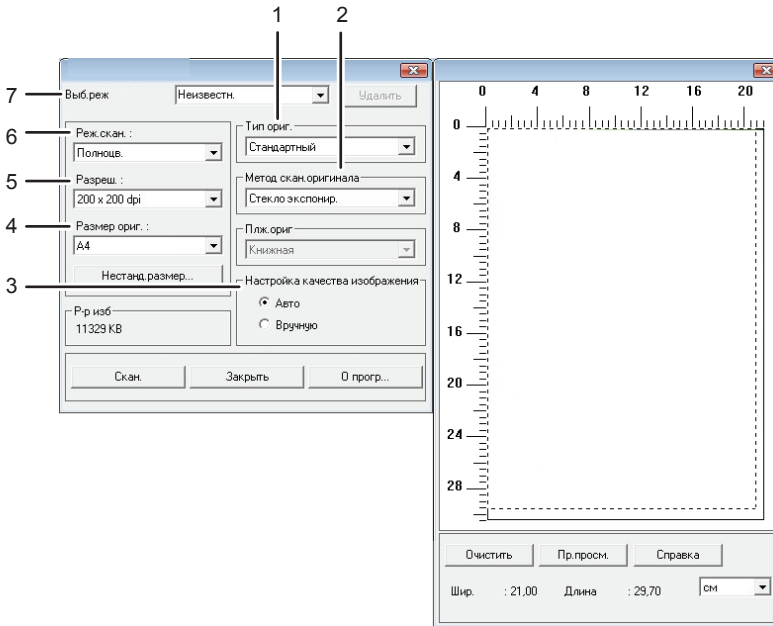 1
2
7
Выб.реж
Неизвестн.
Удалить
6
Реж.скан. :
Полноцв.
5
Разреш. :
200 x 200 dpi
4
Размер ориг. :
A4
Нестанд.размер...
Р-р изб
11329 KB
Тип ориг.
Стандартный
Метод скан.оригинала
Стекло экспонир.
Плж.ориг
Книжная
3
Настройка качества изображения
Авто
Вручную
Скан.
Закрыть
О прогр...
0 4 8 12 16 20
0
4
8
12
16
20
24
28
Очистить
Пр.просм.
Справка
Шир. : 21,00 Длина : 29,70 см